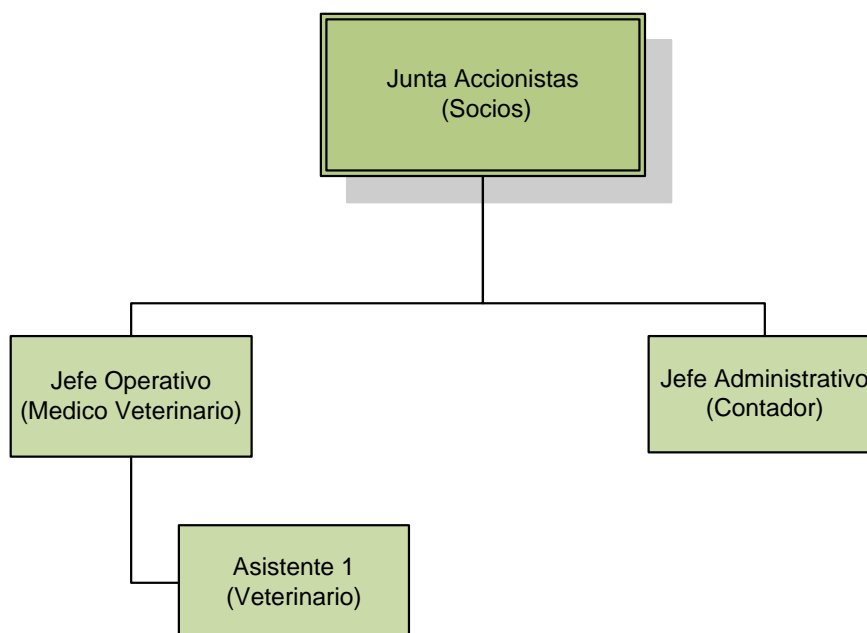 Junta Accionistas
(Socios)
Jefe Operativo
(Medico Veterinario)
Jefe Administrativo
(Contador)
Asistente 1
(Veterinario)